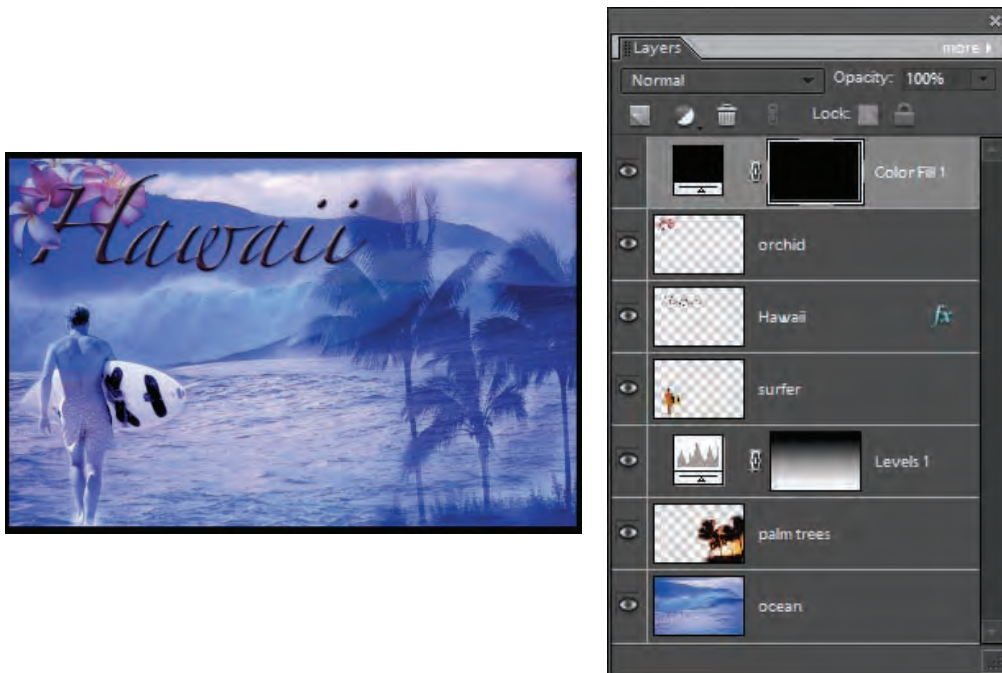 Hawaii
Layers more
Normal Opacity: 100%
Lock:
Color Fill 1
orchid
Hawaii fx
surfer
Levels 1
palm trees
ocean